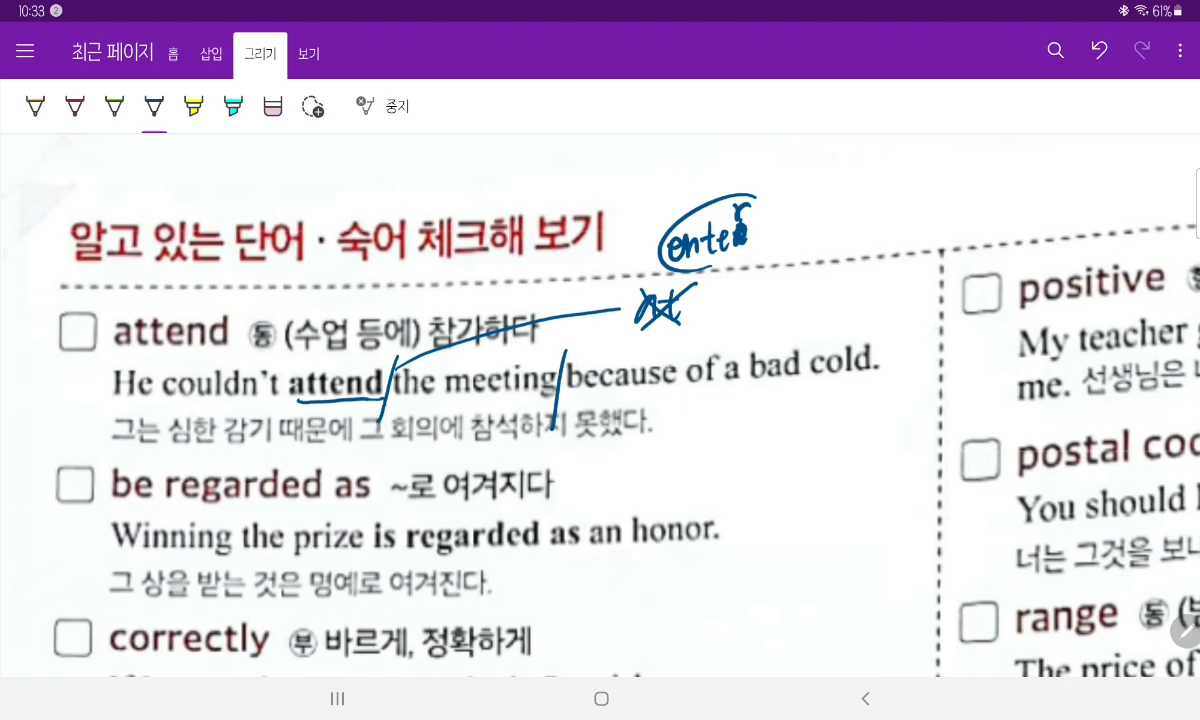 10:33 2 61%
최근 페이지 홈 삽입 그리기 보기
중지
알고 있는 단어 · 숙어 체크해 보기
enter
at
attend 동 (수업 등에) 참가하다
He couldn't attend the meeting because of a bad cold.
그는 심한 감기 때문에 그 회의에 참석하지 못했다.
be regarded as ~로 여겨지다
Winning the prize is regarded as an honor.
그 상을 받는 것은 명예로 여겨진다.
correctly 부 바르게, 정확하게
positive
My teacher
me. 선생님은
postal
You should
너는 그것을
range 동
The price of